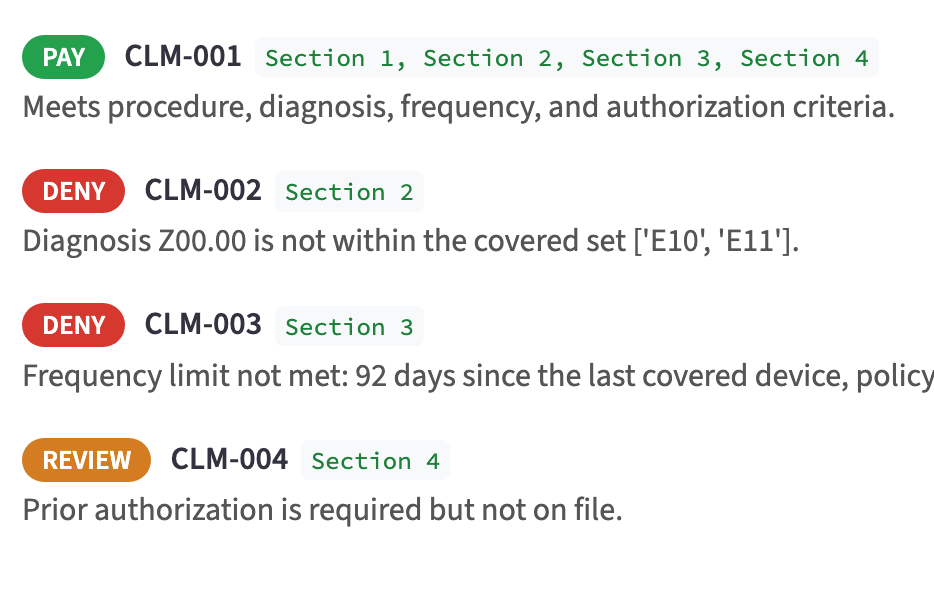 PAY CLM-001 Section 1, Section 2, Section 3, Section 4
Meets procedure, diagnosis, frequency, and authorization criteria.
DENY CLM-002 Section 2
Diagnosis Z00.00 is not within the covered set ['E10', 'E11'].
DENY CLM-003 Section 3
Frequency limit not met: 92 days since the last covered device, policy
REVIEW CLM-004 Section 4
Prior authorization is required but not on file.